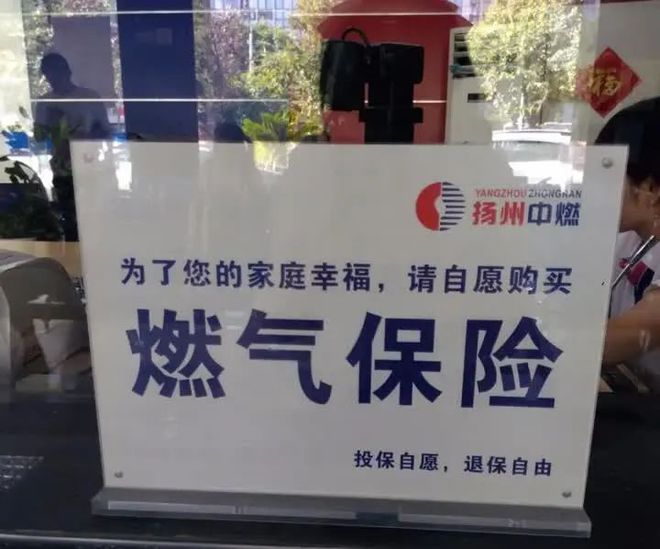 福
YANGZHOU ZHONGRAN
扬州中燃
为了您的家庭幸福，请自愿购买
燃气保险
投保自愿，退保自由